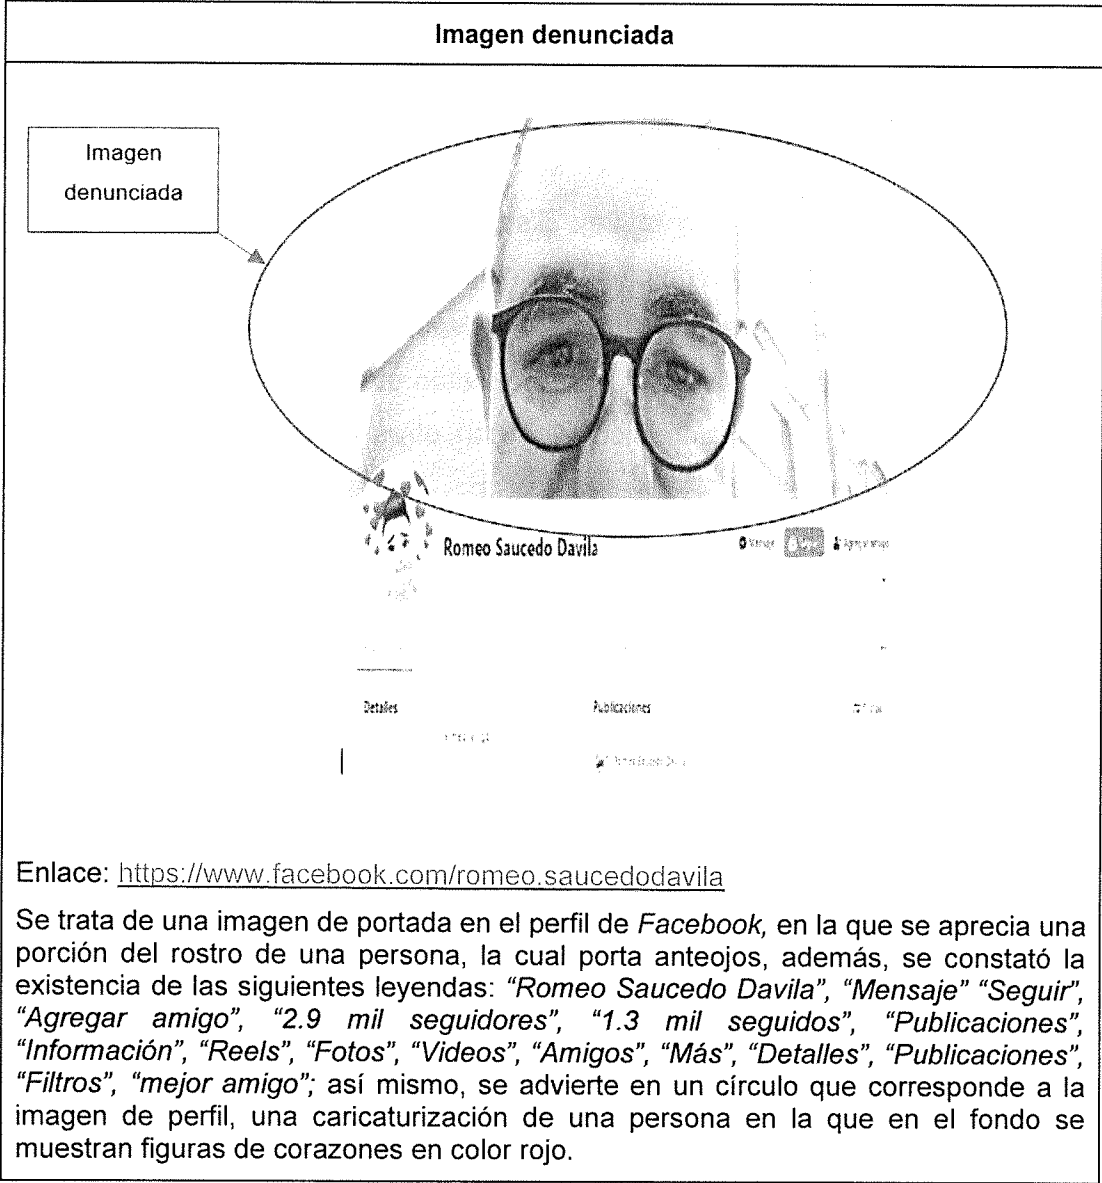 Imagen denunciada
Imagen
denunciada
Romeo Saucedo Davila
Detalles
Publicaciones
Enlace: https://www.facebook.com/romeo.saucedodavila
Se trata de una imagen de portada en el perfil de Facebook, en la que se aprecia una
porción del rostro de una persona, la cual porta anteojos, además, se constató la
existencia de las siguientes leyendas: “Romeo Saucedo Davila”, “Mensaje” “Seguir”,
“Agregar amigo”, “2.9 mil seguidores”, “1.3 mil seguidos”, “Publicaciones”,
“Información”, “Reels”, “Fotos”, “Videos”, “Amigos”, “Más”, “Detalles”, “Publicaciones”,
“Filtros”, “mejor amigo”; así mismo, se advierte en un círculo que corresponde a la
imagen de perfil, una caricaturización de una persona en la que en el fondo se
muestran figuras de corazones en color rojo.